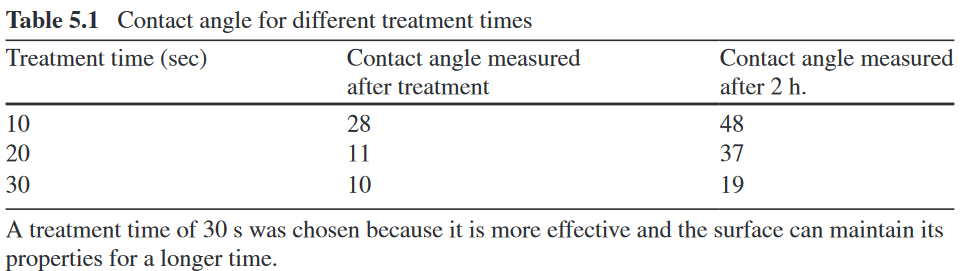 Table 5.1 Contact angle for different treatment times
Treatment time (sec) Contact angle measured after treatment Contact angle measured after 2 h.
10 28 48
20 11 37
30 10 19
A treatment time of 30 s was chosen because it is more effective and the surface can maintain its
properties for a longer time.